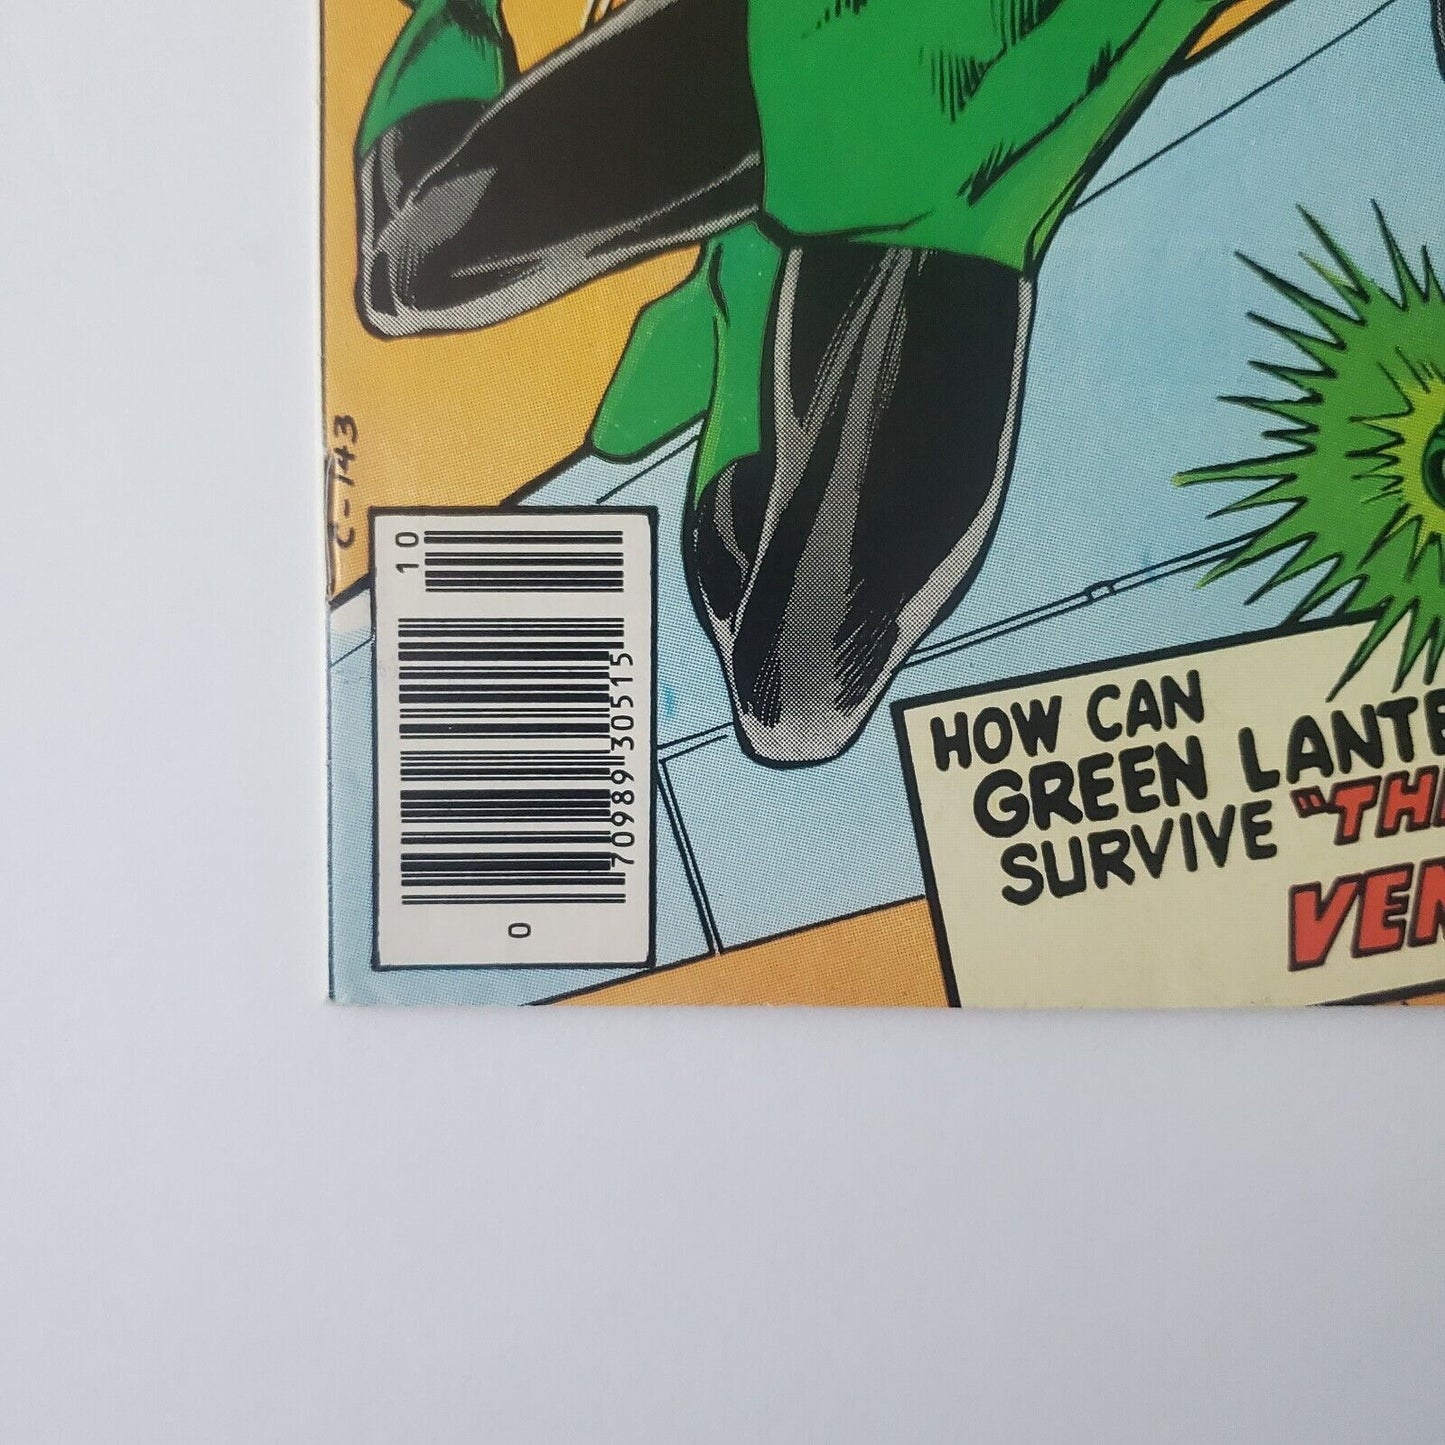 C-143
10
0 70989 30515
HOW CAN
GREEN LANTE
SURVIVE "TH
VEN